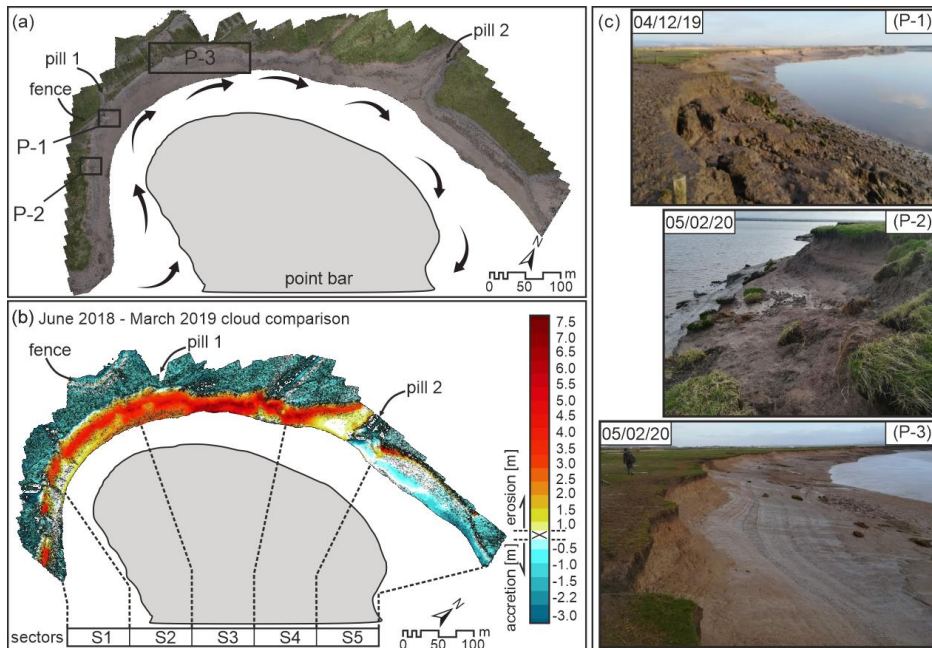 (a)
pill 1
fence
P-1
P-2
P-3
pill 2
point bar
N
m
0 50 100
(b) June 2018 - March 2019 cloud comparison
fence
pill 1
pill 2
7.5
7.0
6.5
6.0
5.5
5.0
4.5
4.0
3.5
3.0
2.5
2.0
1.5
1.0
-0.5
-1.0
-1.5
-2.2
-3.0
erosion [m]
accretion [m]
N
m
0 50 100
sectors S1 S2 S3 S4 S5
(c)
04/12/19 (P-1)
05/02/20 (P-2)
05/02/20 (P-3)